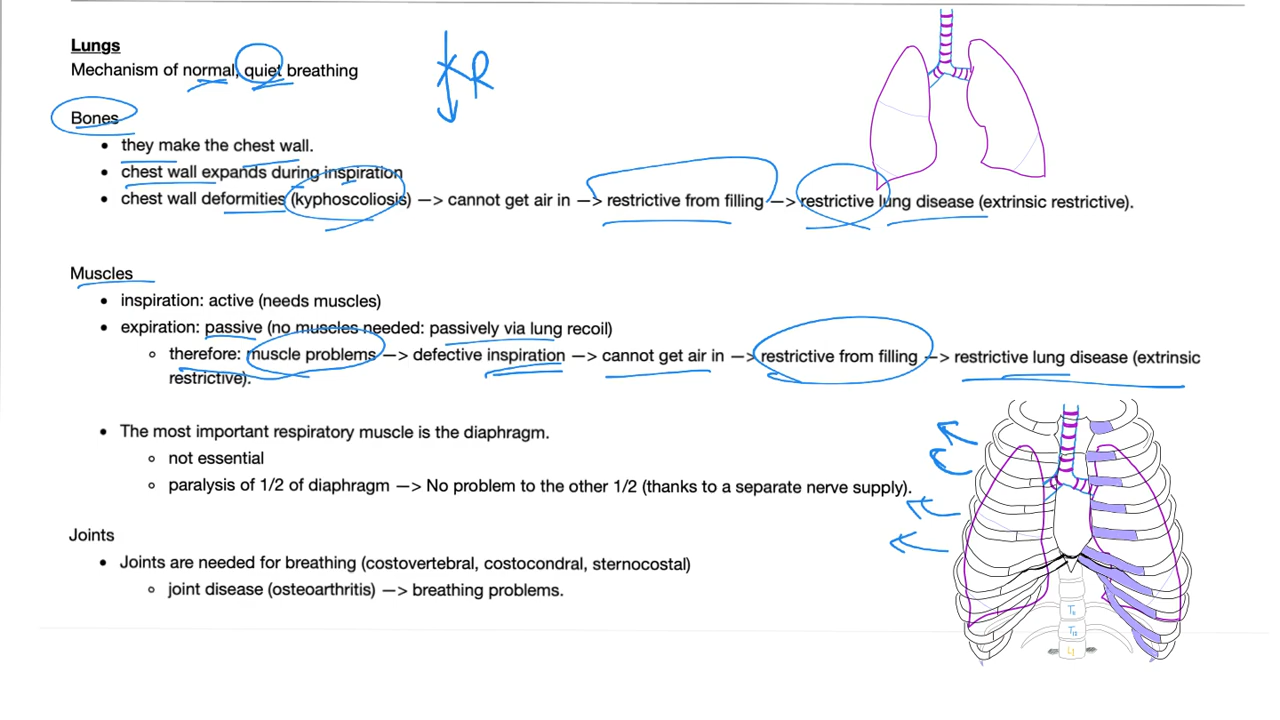 Lungs
Mechanism of normal, quiet breathing
R
Bones
• they make the chest wall.
• chest wall expands during inspiration
• chest wall deformities (kyphoscoliosis) —> cannot get air in —> restrictive from filling —> restrictive lung disease (extrinsic restrictive).
Muscles
• inspiration: active (needs muscles)
• expiration: passive (no muscles needed: passively via lung recoil)
◦ therefore: muscle problems —> defective inspiration —> cannot get air in —> restrictive from filling —> restrictive lung disease (extrinsic
restrictive).
• The most important respiratory muscle is the diaphragm.
◦ not essential
◦ paralysis of 1/2 of diaphragm —> No problem to the other 1/2 (thanks to a separate nerve supply).
Joints
• Joints are needed for breathing (costovertebral, costocondral, sternocostal)
◦ joint disease (osteoarthritis) —> breathing problems.
T₁₂
L1